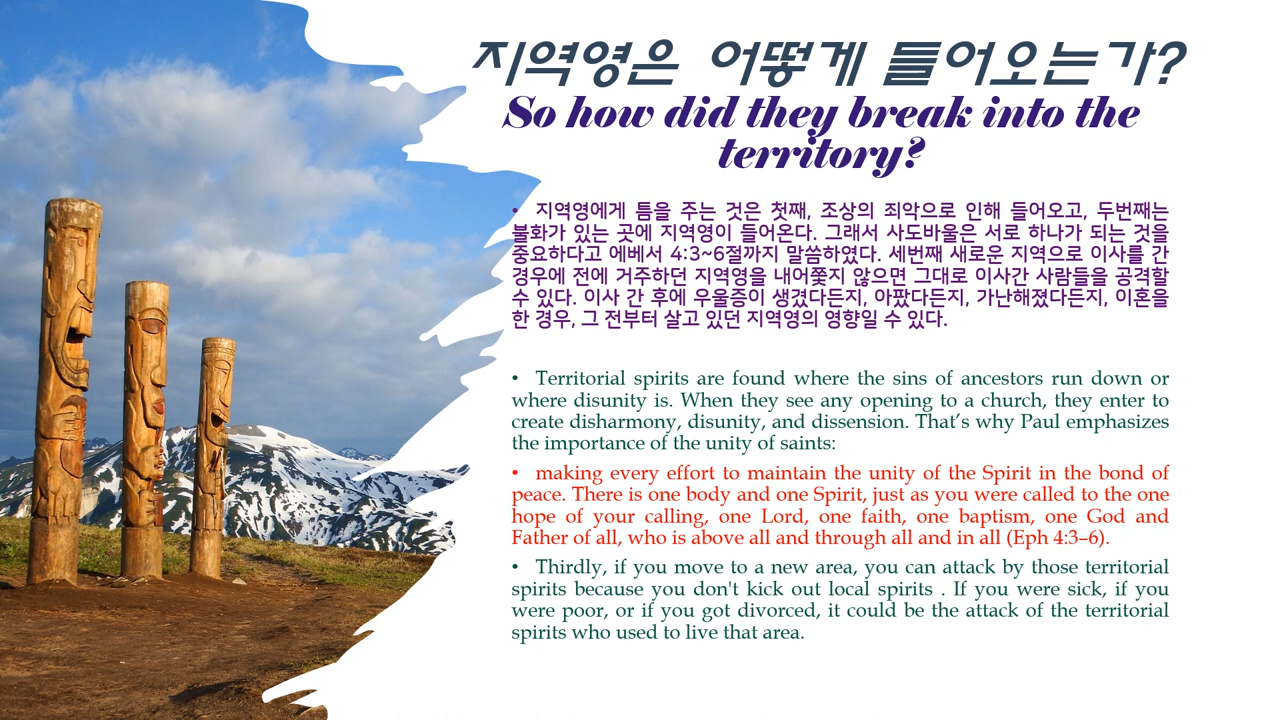 지역영은 어떻게 들어오는가?
So how did they break into the
territory?
• 지역영에게 틈을 주는 것은 첫째, 조상의 죄악으로 인해 들어오고, 두번째는
불화가 있는 곳에 지역영이 들어온다. 그래서 사도바울은 서로 하나가 되는 것을
중요하다고 에베서 4:3~6절까지 말씀하였다. 세번째 새로운 지역으로 이사를 간
경우에 전에 거주하던 지역영을 내어쫓지 않으면 그대로 이사간 사람들을 공격할
수 있다. 이사 간 후에 우울증이 생겼다든지, 아팠다든지, 가난해졌다든지, 이혼을
한 경우, 그 전부터 살고 있던 지역영의 영향일 수 있다.
• Territorial spirits are found where the sins of ancestors run down or
where disunity is. When they see any opening to a church, they enter to
create disharmony, disunity, and dissension. That’s why Paul emphasizes
the importance of the unity of saints:
• making every effort to maintain the unity of the Spirit in the bond of
peace. There is one body and one Spirit, just as you were called to the one
hope of your calling, one Lord, one faith, one baptism, one God and
Father of all, who is above all and through all and in all (Eph 4:3–6).
• Thirdly, if you move to a new area, you can attack by those territorial
spirits because you don't kick out local spirits . If you were sick, if you
were poor, or if you got divorced, it could be the attack of the territorial
spirits who used to live that area.